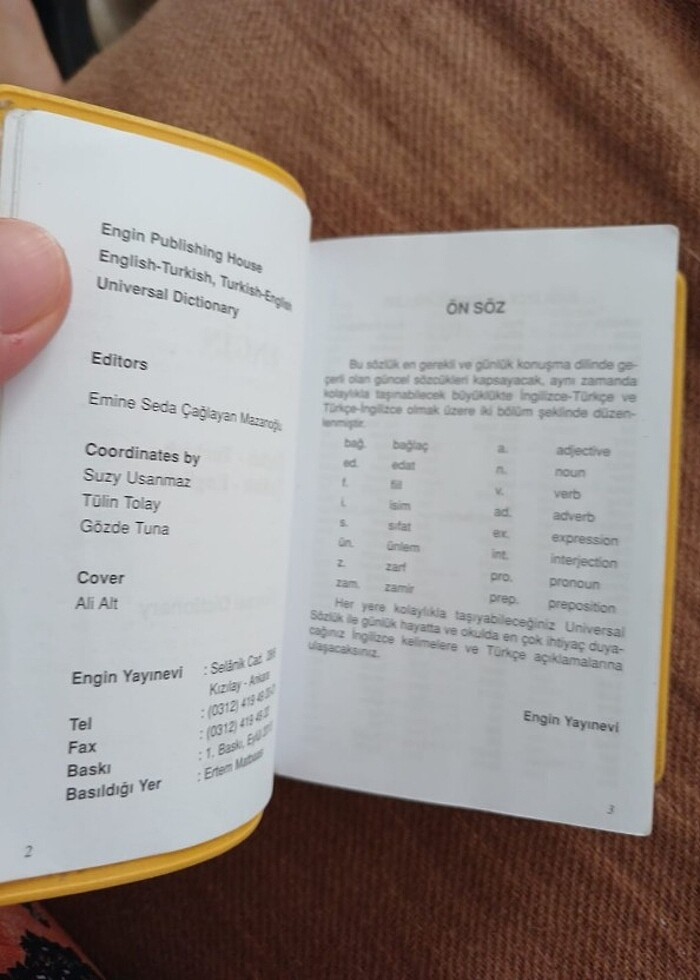 Engin Publishing House
English-Turkish, Turkish-English
Universal Dictionary
Editors
Emine Seda Çağlayan Mazanoğlu
Coordinates by
Suzy Usanmaz
Tülin Tolay
Gözde Tuna
Cover
Ali Alt
Engin Yayınevi : Selânik Cad.
Kızılay - Ankara
Tel : (0312) 419 49
Fax : (0312) 419 49
Baskı : 1. Baskı, Eylül
Basıldığı Yer : Ertem Matbaası
2
ÖN SÖZ
Bu sözlük en gerekli ve günlük konuşma dilinde ge-
çerli olan güncel sözcükleri kapsayacak, aynı zamanda
kolaylıkla taşınabilecek büyüklükte İngilizce-Türkçe ve
Türkçe-İngilizce olmak üzere iki bölüm şeklinde düzen-
lenmiştir.
bağ. bağlaç a. adjective
ed. edat n. noun
f. fiil v. verb
i. isim ad. adverb
s. sıfat ex. expression
ün. ünlem int. interjection
z. zarf pro. pronoun
zam. zamir prep. preposition
Her yere kolaylıkla taşıyabileceğiniz Universal
Sözlük ile günlük hayatta ve okulda en çok ihtiyaç duya-
cağınız İngilizce kelimelere ve Türkçe açıklamalarına
ulaşacaksınız.
Engin Yayınevi
3